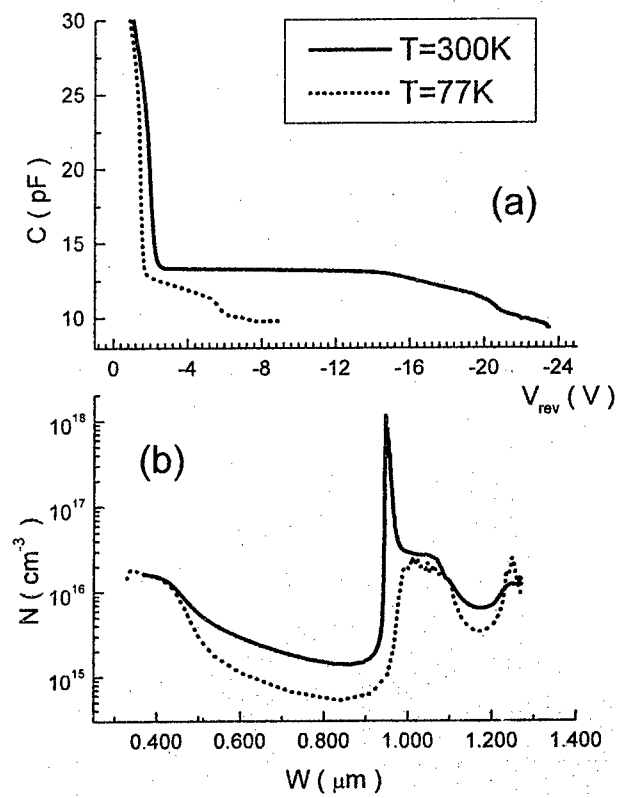 30
T=300K
T=77K
25
20
C ( pF )
(a)
15
10
0 -4 -8 -12 -16 -20 -24
V_rev ( V )
10^18
(b)
10^17
N ( cm^-3 )
10^16
10^15
0.400 0.600 0.800 1.000 1.200 1.400
W ( μm )